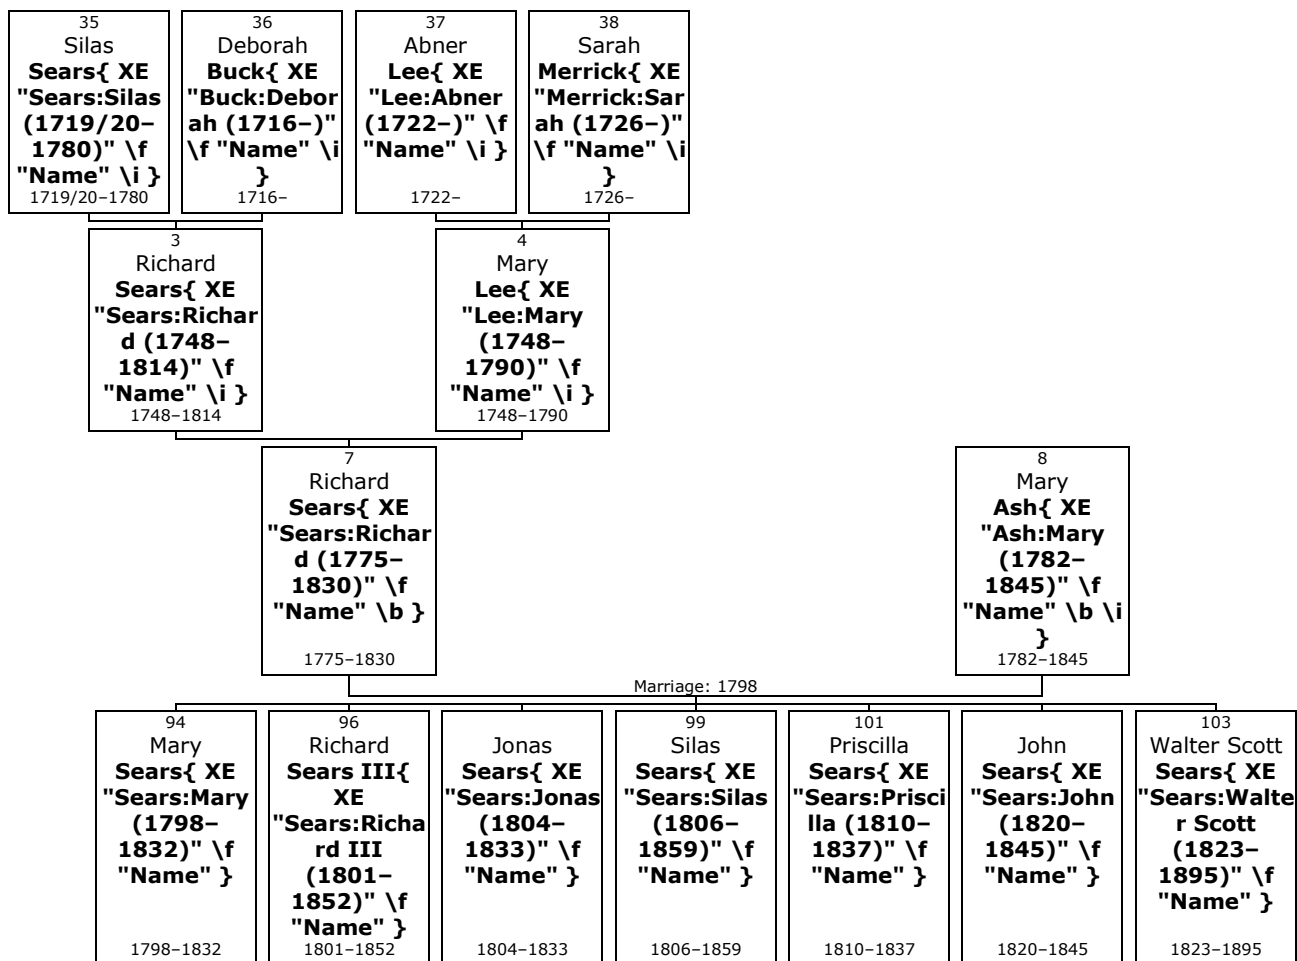 35
Silas
Sears{ XE
"Sears:Silas
(1719/20–
1780)" \f
"Name" \i }
1719/20–1780
36
Deborah
Buck{ XE
"Buck:Debor
ah (1716–)"
\f "Name" \i
}
1716–
37
Abner
Lee{ XE
"Lee:Abner
(1722–)" \f
"Name" \i }
1722–
38
Sarah
Merrick{ XE
"Merrick:Sar
ah (1726–)"
\f "Name" \i
}
1726–
3
Richard
Sears{ XE
"Sears:Richar
d (1748–
1814)" \f
"Name" \i }
1748–1814
4
Mary
Lee{ XE
"Lee:Mary
(1748–
1790)" \f
"Name" \i }
1748–1790
7
Richard
Sears{ XE
"Sears:Richar
d (1775–
1830)" \f
"Name" \b }
1775–1830
8
Mary
Ash{ XE
"Ash:Mary
(1782–
1845)" \f
"Name" \b \i
}
1782–1845
Marriage: 1798
94
Mary
Sears{ XE
"Sears:Mary
(1798–
1832)" \f
"Name" }
1798–1832
96
Richard
Sears III{
XE
"Sears:Richa
rd III
(1801–
1852)" \f
"Name" }
1801–1852
Jonas
Sears{ XE
"Sears:Jonas
(1804–
1833)" \f
"Name" }
1804–1833
99
Silas
Sears{ XE
"Sears:Silas
(1806–
1859)" \f
"Name" }
1806–1859
101
Priscilla
Sears{ XE
"Sears:Prisci
lla (1810–
1837)" \f
"Name" }
1810–1837
John
Sears{ XE
"Sears:John
(1820–
1845)" \f
"Name" }
1820–1845
103
Walter Scott
Sears{ XE
"Sears:Walte
r Scott
(1823–
1895)" \f
"Name" }
1823–1895